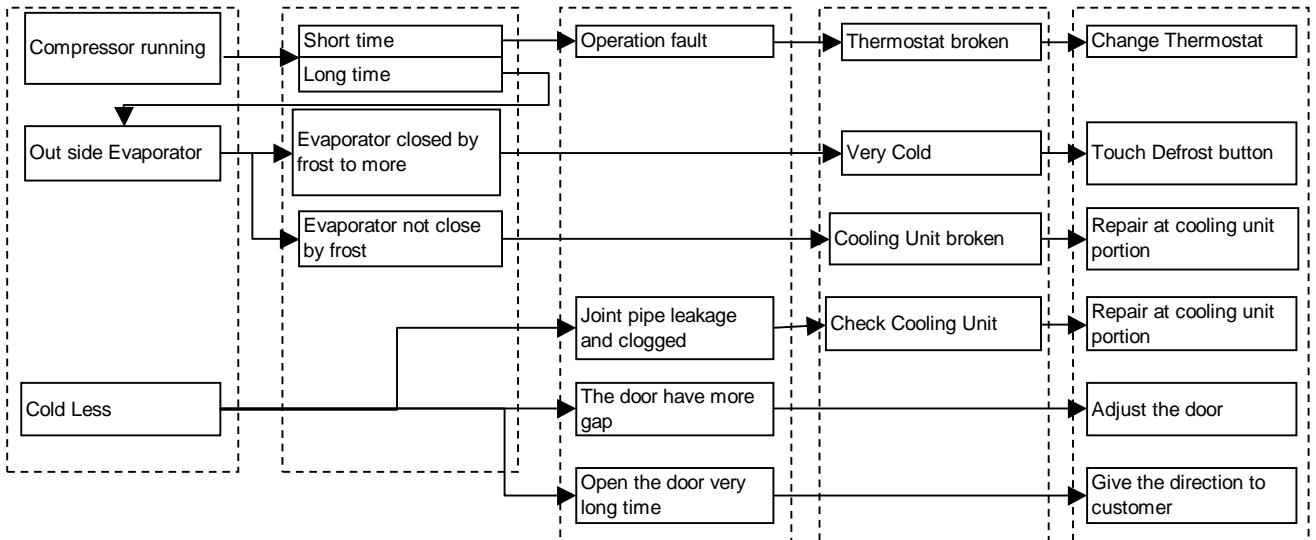 Compressor running
Short time
Long time
Operation fault
Thermostat broken
Change Thermostat
Out side Evaporator
Evaporator closed by
frost to more
Very Cold
Touch Defrost button
Evaporator not close
by frost
Cooling Unit broken
Repair at cooling unit
portion
Joint pipe leakage
and clogged
Check Cooling Unit
Repair at cooling unit
portion
Cold Less
The door have more
gap
Adjust the door
Open the door very
long time
Give the direction to
customer